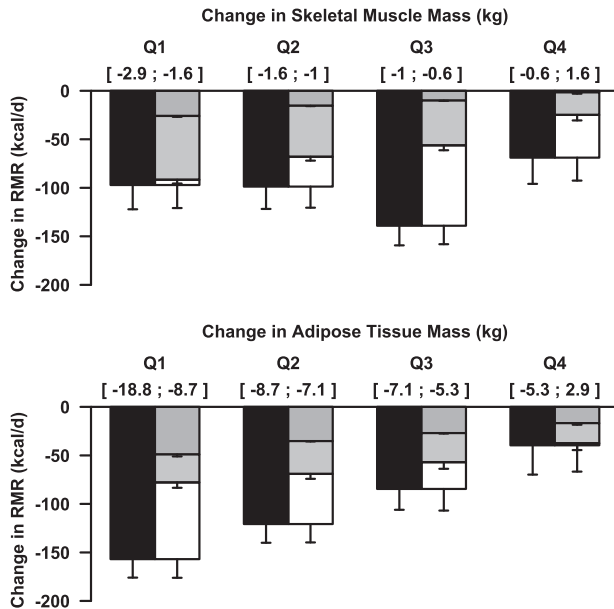 Change in Skeletal Muscle Mass (kg)
Q1 Q2 Q3 Q4
[ -2.9 ; -1.6 ] [ -1.6 ; -1 ] [ -1 ; -0.6 ] [ -0.6 ; 1.6 ]
Change in RMR (kcal/d)
0
-50
-100
-150
-200
Change in Adipose Tissue Mass (kg)
Q1 Q2 Q3 Q4
[ -18.8 ; -8.7 ] [ -8.7 ; -7.1 ] [ -7.1 ; -5.3 ] [ -5.3 ; 2.9 ]
Change in RMR (kcal/d)
0
-50
-100
-150
-200